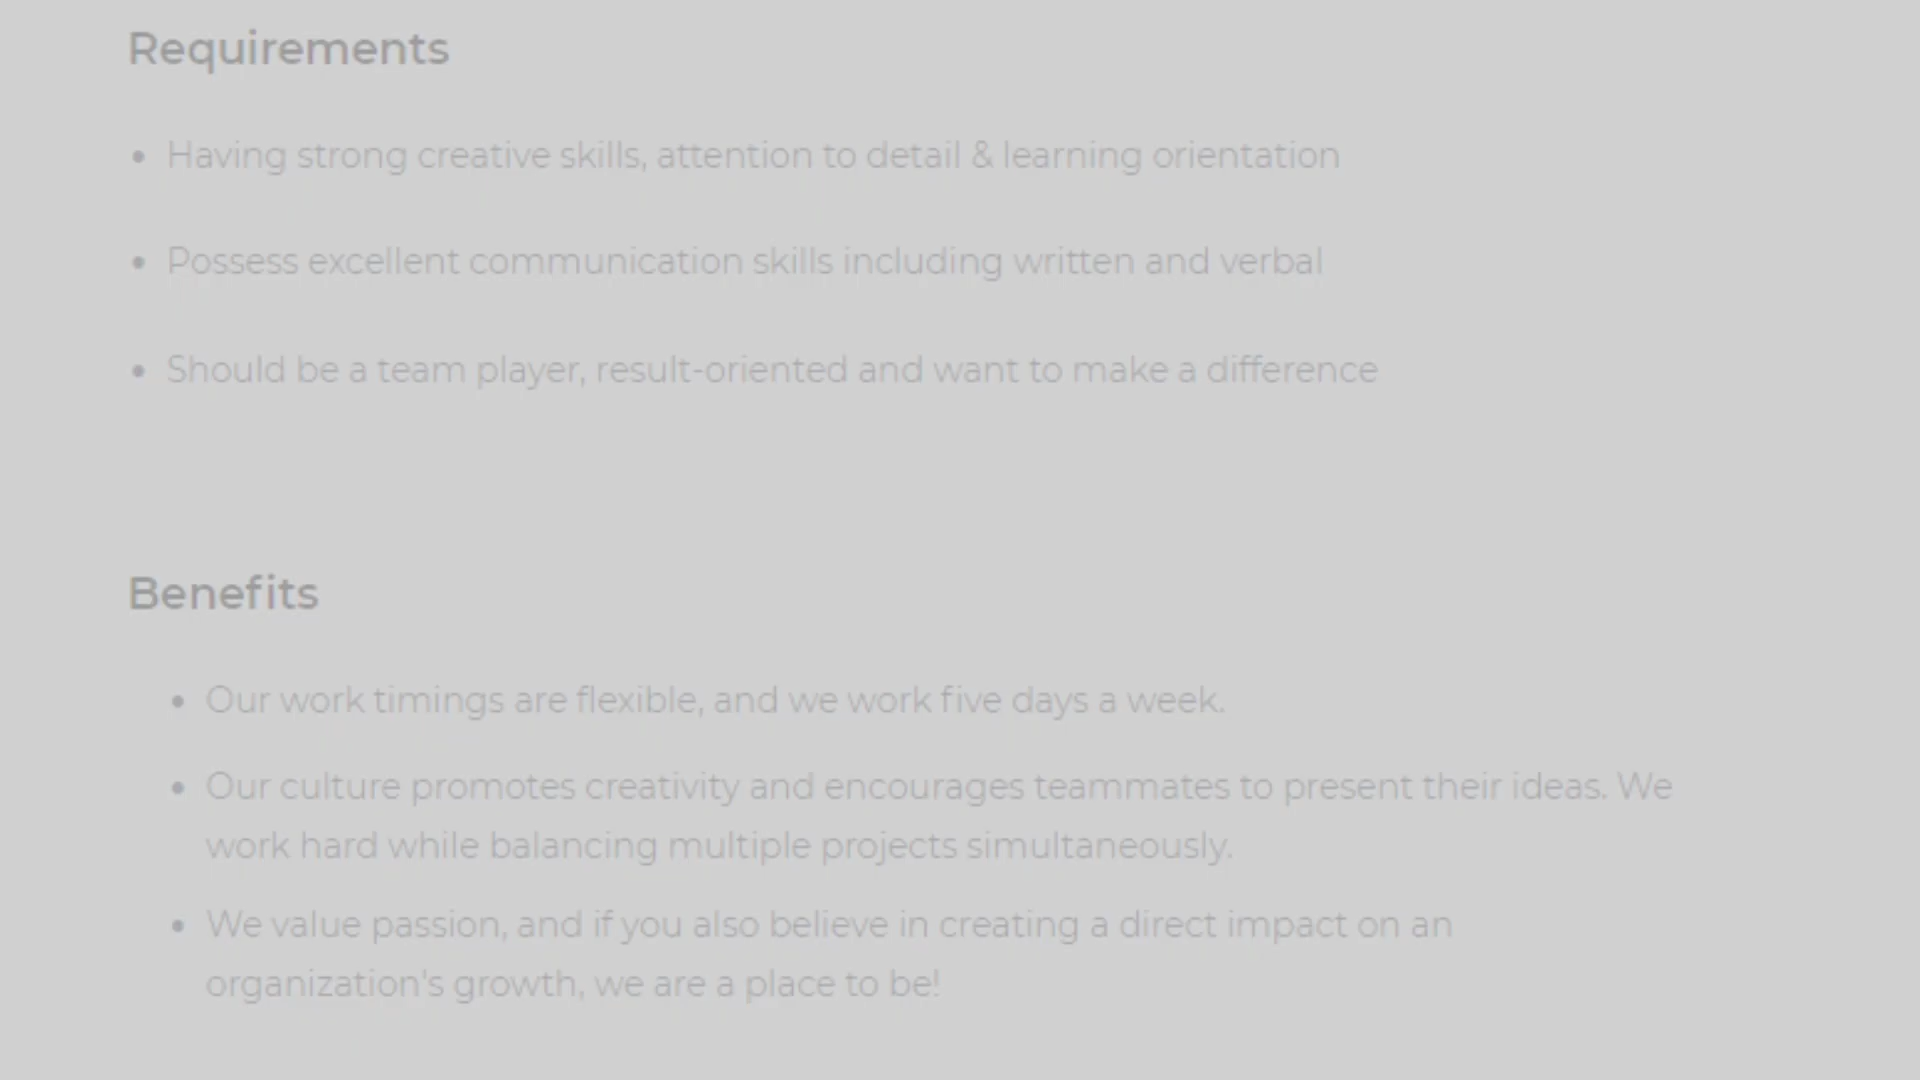 Requirements
• Having strong creative skills, attention to detail & learning orientation
• Possess excellent communication skills including written and verbal
• Should be a team player, result-oriented and want to make a difference
Benefits
• Our work timings are flexible, and we work five days a week.
• Our culture promotes creativity and encourages teammates to present their ideas. We
work hard while balancing multiple projects simultaneously.
• We value passion, and if you also believe in creating a direct impact on an
organization's growth, we are a place to be!